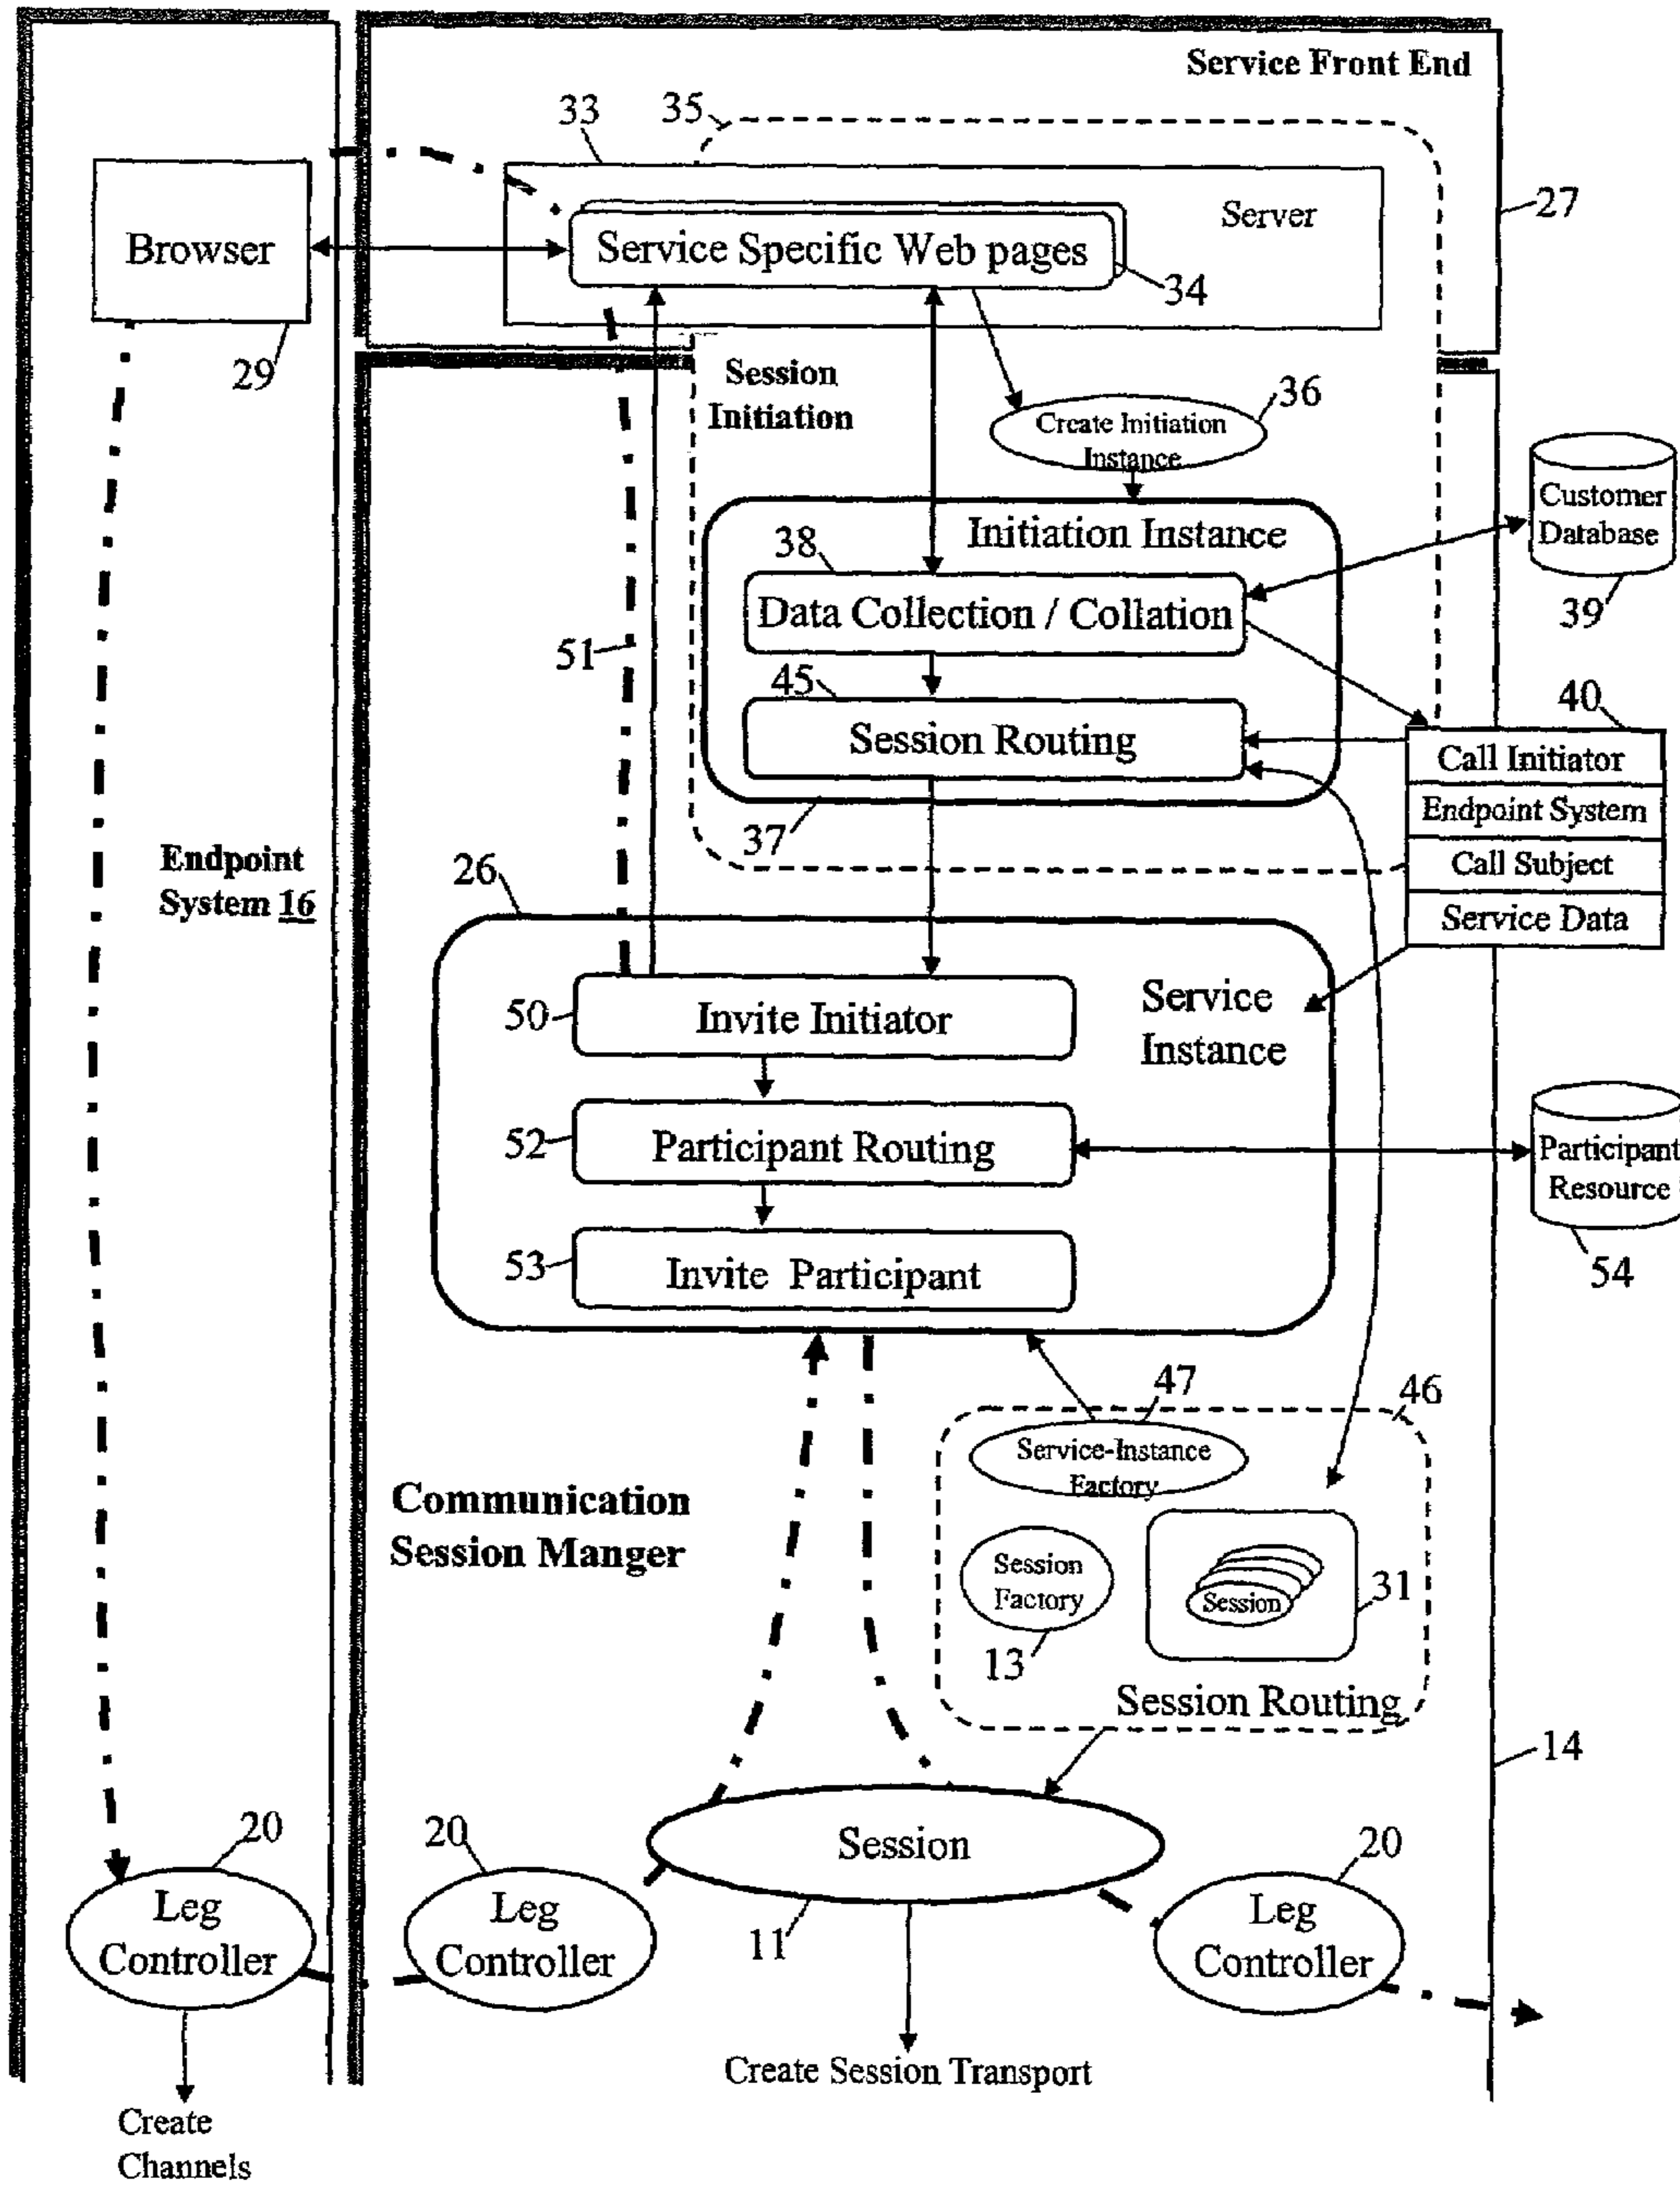 Service Front End
33
35
Browser
Service Specific Web pages
Server
27
34
29
Session
Initiation
36
Create Initiation
Instance
Customer
Database
39
Initiation Instance
38
Data Collection / Collation
51
45
Session Routing
37
40
Call Initiator
Endpoint System
Call Subject
Service Data
Endpoint
System 16
26
50
Invite Initiator
Service
Instance
52
Participant Routing
Participant
Resource
54
53
Invite Participant
47
46
Service-Instance
Factory
Communication
Session Manger
Session
Factory
13
Session
31
Session Routing
14
20
Leg
Controller
20
Leg
Controller
Session
11
20
Leg
Controller
Create Session Transport
Create
Channels